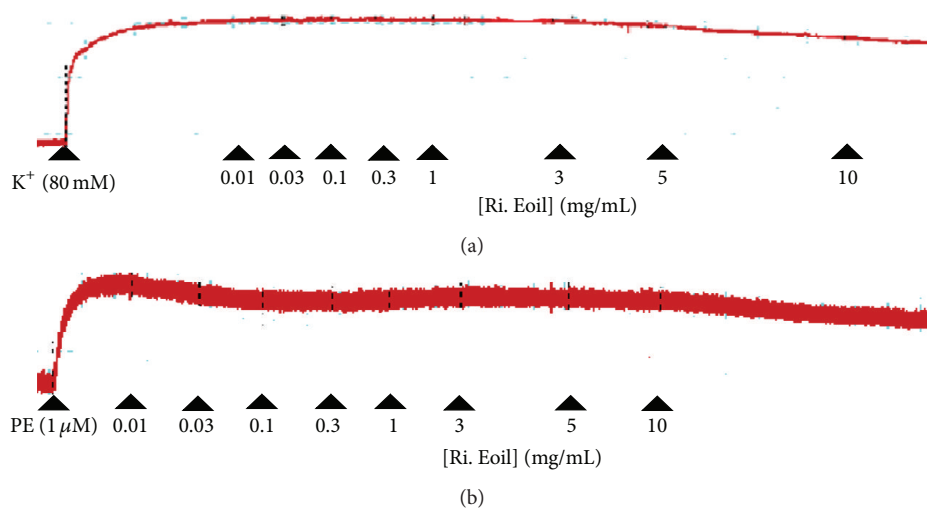 K+ (80 mM) 0.01 0.03 0.1 0.3 1 3 5 10
[Ri. Eoil] (mg/mL)
(a)
PE (1 μM) 0.01 0.03 0.1 0.3 1 3 5 10
[Ri. Eoil] (mg/mL)
(b)